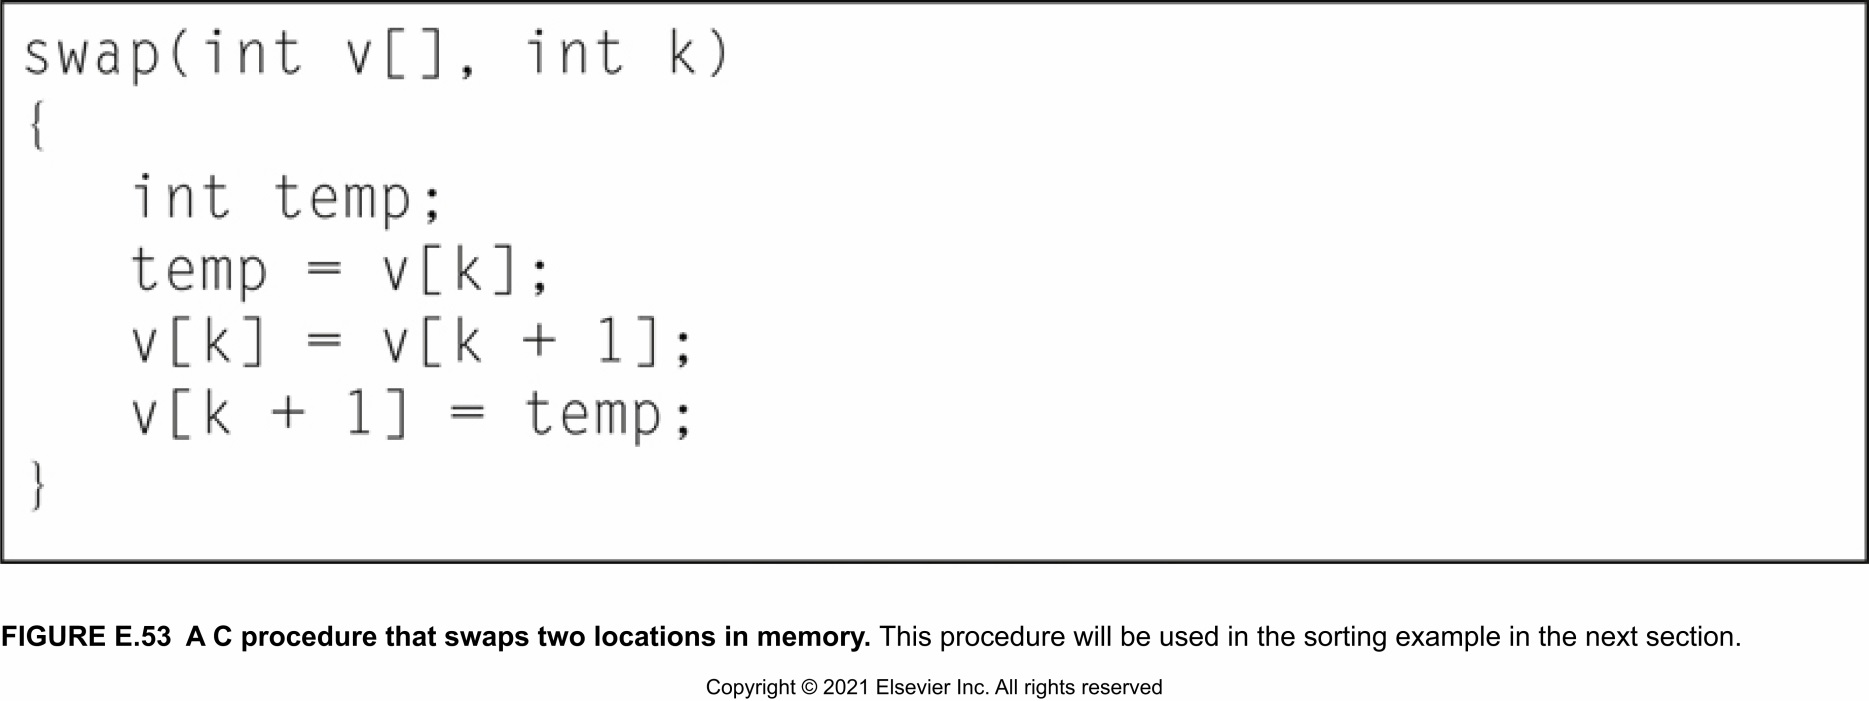 swap(int v[], int k)
{
int temp;
temp = v[k];
v[k] = v[k + 1];
v[k + 1] = temp;
}
FIGURE E.53 A C procedure that swaps two locations in memory. This procedure will be used in the sorting example in the next section.
Copyright © 2021 Elsevier Inc. All rights reserved